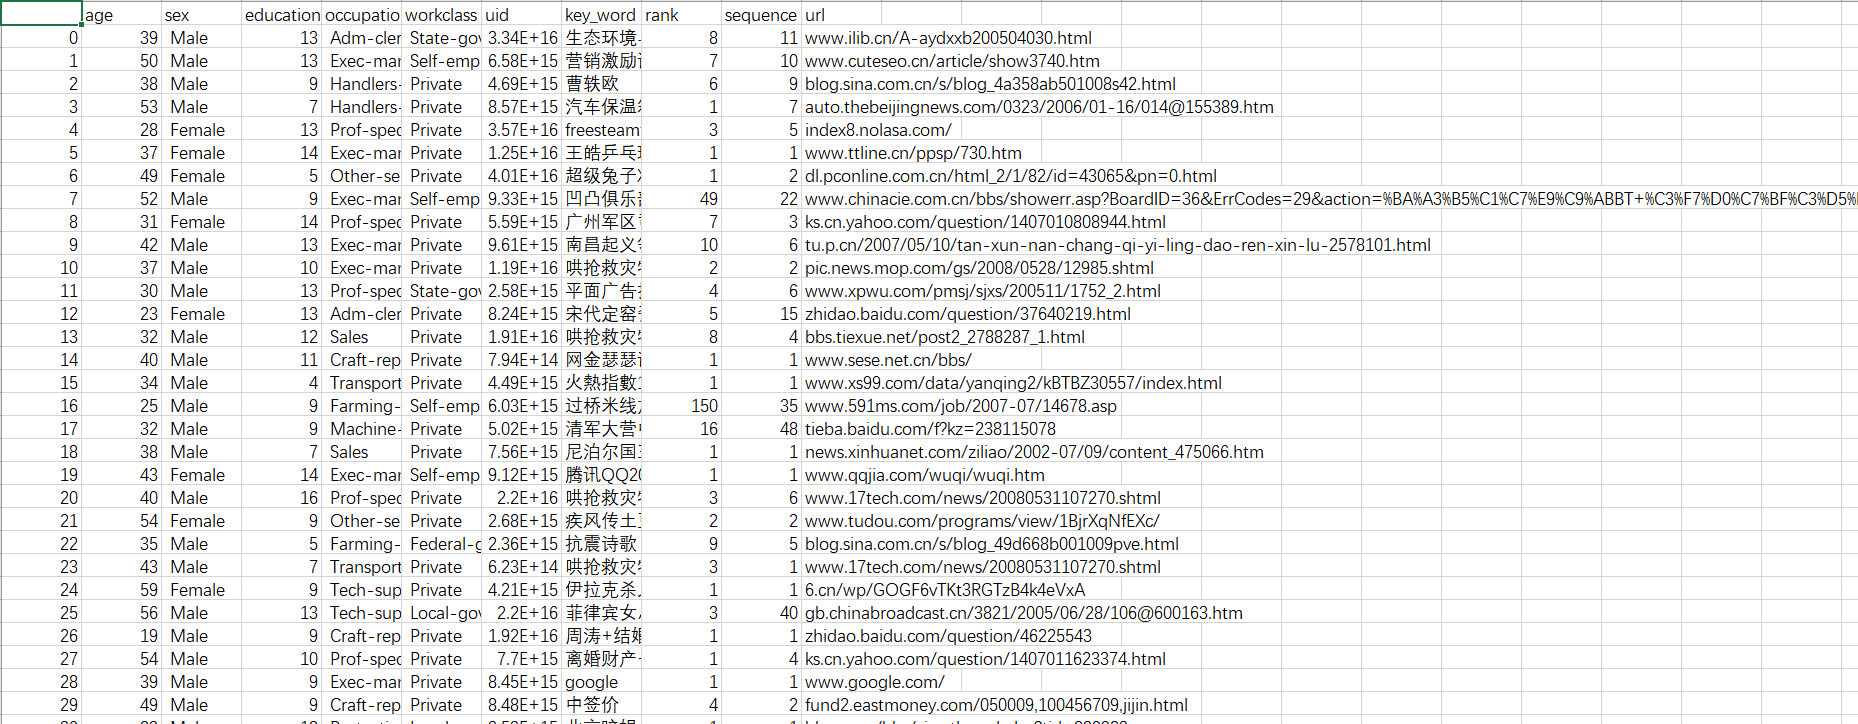 age sex education occupatio workclass uid key_word rank sequence url
0 39 Male 13 Adm-cler State-gov 3.34E+16 生态环境 8 11 www.ilib.cn/A-aydxxb200504030.html
1 50 Male 13 Exec-mar Self-emp 6.58E+15 营销激励 7 10 www.cuteseo.cn/article/show3740.htm
2 38 Male 9 Handlers- Private 4.69E+15 曹轶欧 6 9 blog.sina.com.cn/s/blog_4a358ab501008s42.html
3 53 Male 7 Handlers- Private 8.57E+15 汽车保温 1 7 auto.thebeijingnews.com/0323/2006/01-16/014@155389.htm
4 28 Female 13 Prof-spec Private 3.57E+16 freesteam 3 5 index8.nolasa.com/
5 37 Female 14 Exec-mar Private 1.25E+16 王皓乒乓 1 1 www.ttline.cn/ppsp/730.htm
6 49 Female 5 Other-se Private 4.01E+16 超级兔子 1 2 dl.pconline.com.cn/html_2/1/82/id=43065&pn=0.html
7 52 Male 9 Exec-mar Self-emp 9.33E+15 凹凸俱乐 49 22 www.chinacie.com.cn/bbs/showerr.asp?BoardID=36&ErrCodes=29&action=%BA%A3%B5%C1%C7%E9%C9%ABBT+%C3%F7%D0%C7%BF%C3%D5%
8 31 Female 14 Prof-spec Private 5.59E+15 广州军区 7 3 ks.cn.yahoo.com/question/1407010808944.html
9 42 Male 13 Exec-mar Private 9.61E+15 南昌起义 10 6 tu.p.cn/2007/05/10/tan-xun-nan-chang-qi-yi-ling-dao-ren-xin-lu-2578101.html
10 37 Male 10 Exec-mar Private 1.19E+16 哄抢救灾 2 2 pic.news.mop.com/gs/2008/0528/12985.shtml
11 30 Male 13 Prof-spec State-gov 2.58E+15 平面广告 4 6 www.xpwu.com/pmsj/sjxs/200511/1752_2.html
12 23 Female 13 Adm-cler Private 8.24E+15 宋代定窑 5 15 zhidao.baidu.com/question/37640219.html
13 32 Male 12 Sales Private 1.91E+16 哄抢救灾 8 4 bbs.tiexue.net/post2_2788287_1.html
14 40 Male 11 Craft-rep Private 7.94E+14 网金瑟瑟 1 1 www.sese.net.cn/bbs/
15 34 Male 4 Transport Private 4.49E+15 火熱指數 1 1 www.xs99.com/data/yanqing2/kBTBZ30557/index.html
16 25 Male 9 Farming- Self-emp 6.03E+15 过桥米线 150 35 www.591ms.com/job/2007-07/14678.asp
17 32 Male 9 Machine- Private 5.02E+15 清军大营 16 48 tieba.baidu.com/f?kz=238115078
18 38 Male 7 Sales Private 7.56E+15 尼泊尔国 1 1 news.xinhuanet.com/ziliao/2002-07/09/content_475066.htm
19 43 Female 14 Exec-mar Self-emp 9.12E+15 腾讯QQ20 1 1 www.qqjia.com/wuqi/wuqi.htm
20 40 Male 16 Prof-spec Private 2.2E+16 哄抢救灾 3 6 www.17tech.com/news/20080531107270.shtml
21 54 Female 9 Other-se Private 2.68E+15 疾风传土 2 2 www.tudou.com/programs/view/1BjrXqNfEXc/
22 35 Male 5 Farming- Federal-g 2.36E+15 抗震诗歌 9 5 blog.sina.com.cn/s/blog_49d668b001009pve.html
23 43 Male 7 Transport Private 6.23E+14 哄抢救灾 3 1 www.17tech.com/news/20080531107270.shtml
24 59 Female 9 Tech-sup Private 4.21E+15 伊拉克杀 1 1 6.cn/wp/GOGF6vTKt3RGTzB4k4eVxA
25 56 Male 13 Tech-sup Local-gov 2.2E+16 菲律宾女 3 40 gb.chinabroadcast.cn/3821/2005/06/28/106@600163.htm
26 19 Male 9 Craft-rep Private 1.92E+16 周涛+结婚 1 1 zhidao.baidu.com/question/46225543
27 54 Male 10 Prof-spec Private 7.7E+15 离婚财产 1 4 ks.cn.yahoo.com/question/1407011623374.html
28 39 Male 9 Exec-mar Private 8.45E+15 google 1 1 www.google.com/
29 49 Male 9 Craft-rep Private 8.48E+15 中签价 4 2 fund2.eastmoney.com/050009,100456709,jijin.html